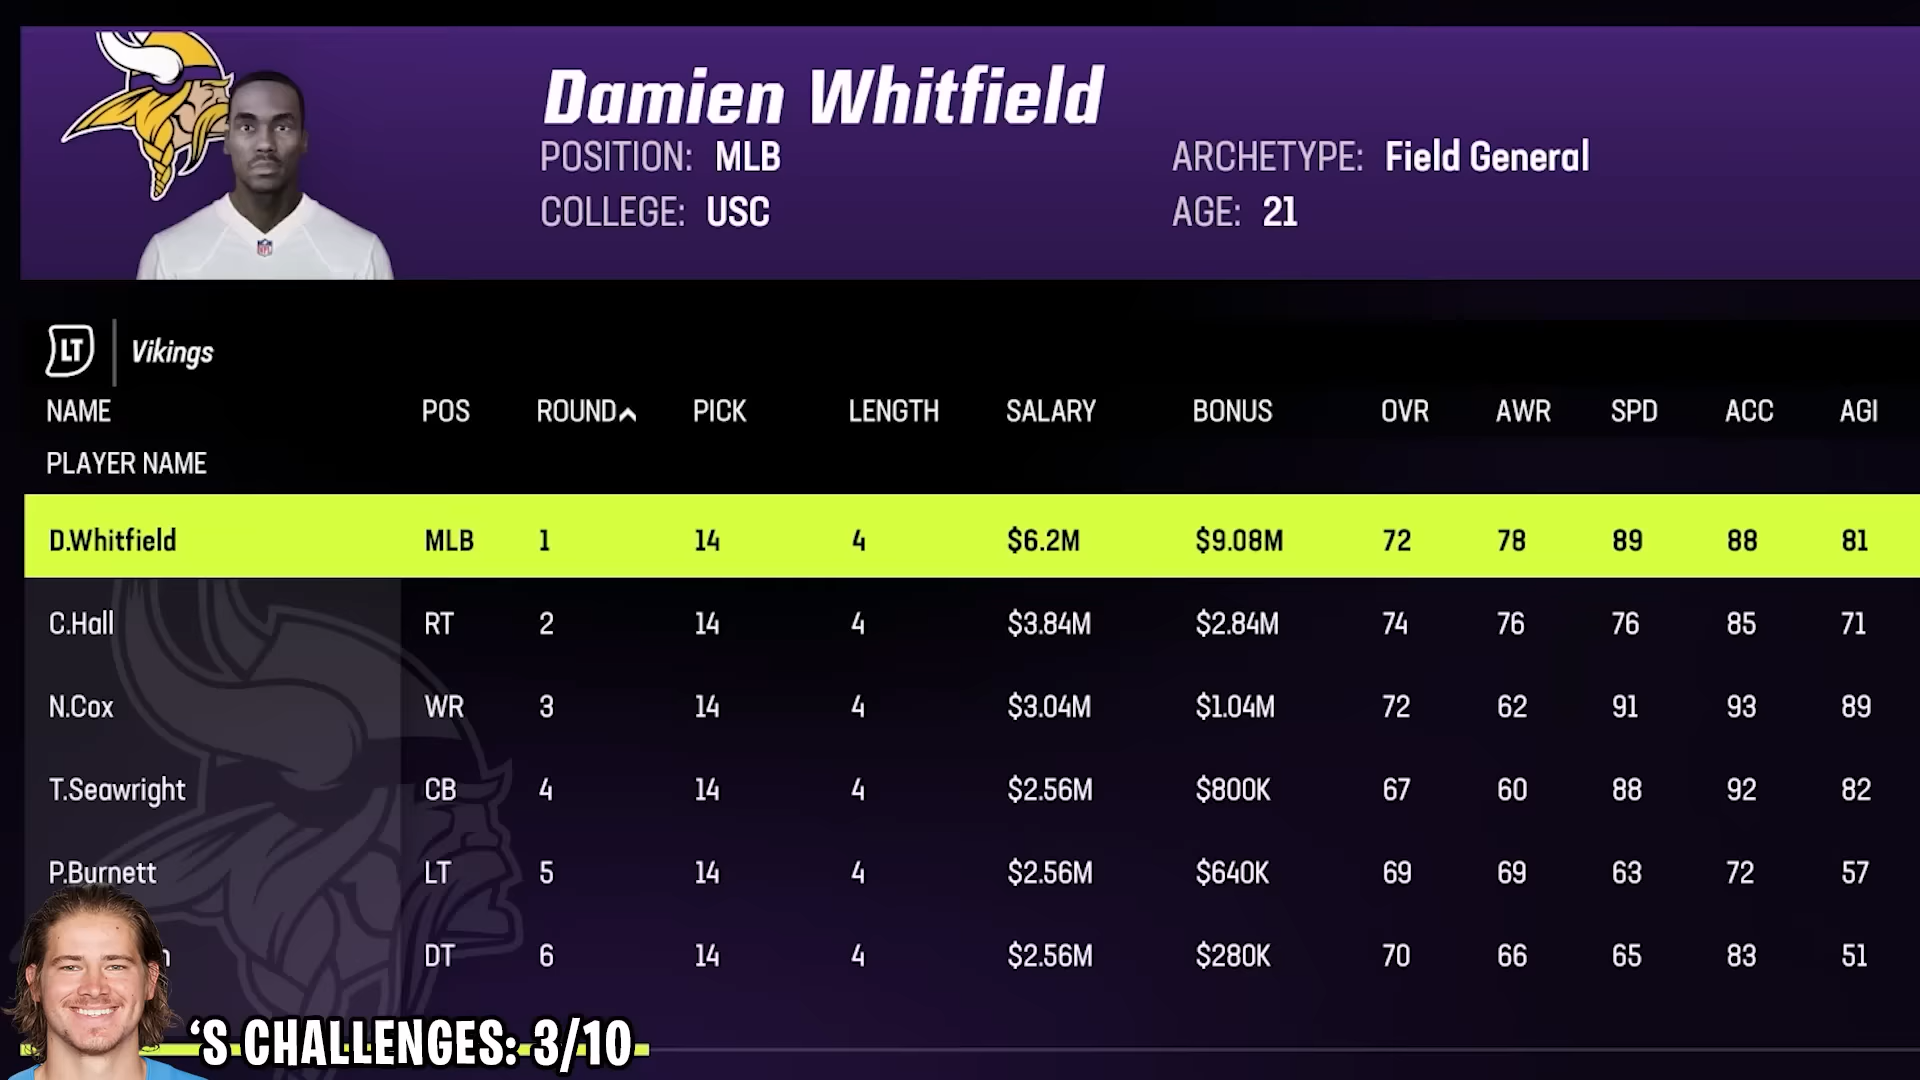 Damien Whitfield
POSITION: MLB ARCHETYPE: Field General
COLLEGE: USC AGE: 21
LT Vikings
NAME POS ROUND PICK LENGTH SALARY BONUS OVR AWR SPD ACC AGI
PLAYER NAME
D.Whitfield MLB 1 14 4 $6.2M $9.08M 72 78 89 88 81
C.Hall RT 2 14 4 $3.84M $2.84M 74 76 76 85 71
N.Cox WR 3 14 4 $3.04M $1.04M 72 62 91 93 89
T.Seawright CB 4 14 4 $2.56M $800K 67 60 88 92 82
P.Burnett LT 5 14 4 $2.56M $640K 69 69 63 72 57
DT 6 14 4 $2.56M $280K 70 66 65 83 51
‘S CHALLENGES: 3/10